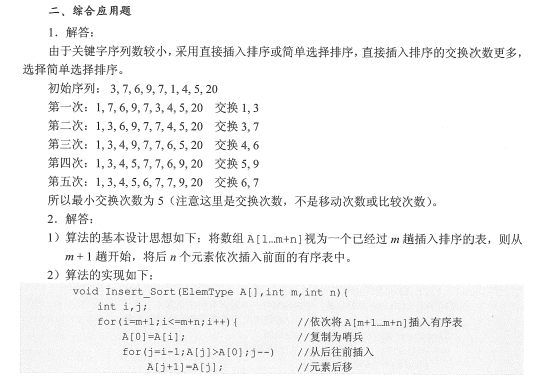 二、综合应用题
1. 解答：
由于关键字序列数较小，采用直接插入排序或简单选择排序，直接插入排序的交换次数更多，
选择简单选择排序。
初始序列： 3, 7, 6, 9, 7, 1, 4, 5, 20
第一次：1, 7, 6, 9, 7, 3, 4, 5, 20 交换 1, 3
第二次：1, 3, 6, 9, 7, 7, 4, 5, 20 交换 3, 7
第三次：1, 3, 4, 9, 7, 7, 6, 5, 20 交换 4, 6
第四次：1, 3, 4, 5, 7, 7, 6, 9, 20 交换 5, 9
第五次：1, 3, 4, 5, 6, 7, 7, 9, 20 交换 6, 7
所以最小交换次数为 5（注意这里是交换次数，不是移动次数或比较次数）。
2. 解答：
1）算法的基本设计思想如下：将数组 A[1…m+n]视为一个已经过 m 趟插入排序的表，则从
m + 1 趟开始，将后 n 个元素依次插入前面的有序表中。
2）算法的实现如下：
void Insert_Sort(ElemType A[],int m,int n){
int i,j;
for(i=m+1;i<=m+n;i++){ //依次将 A[m+1…m+n]插入有序表
A[0]=A[i]; //复制为哨兵
for(j=i-1;A[j]>A[0];j--) //从后往前插入
A[j+1]=A[j]; //元素后移